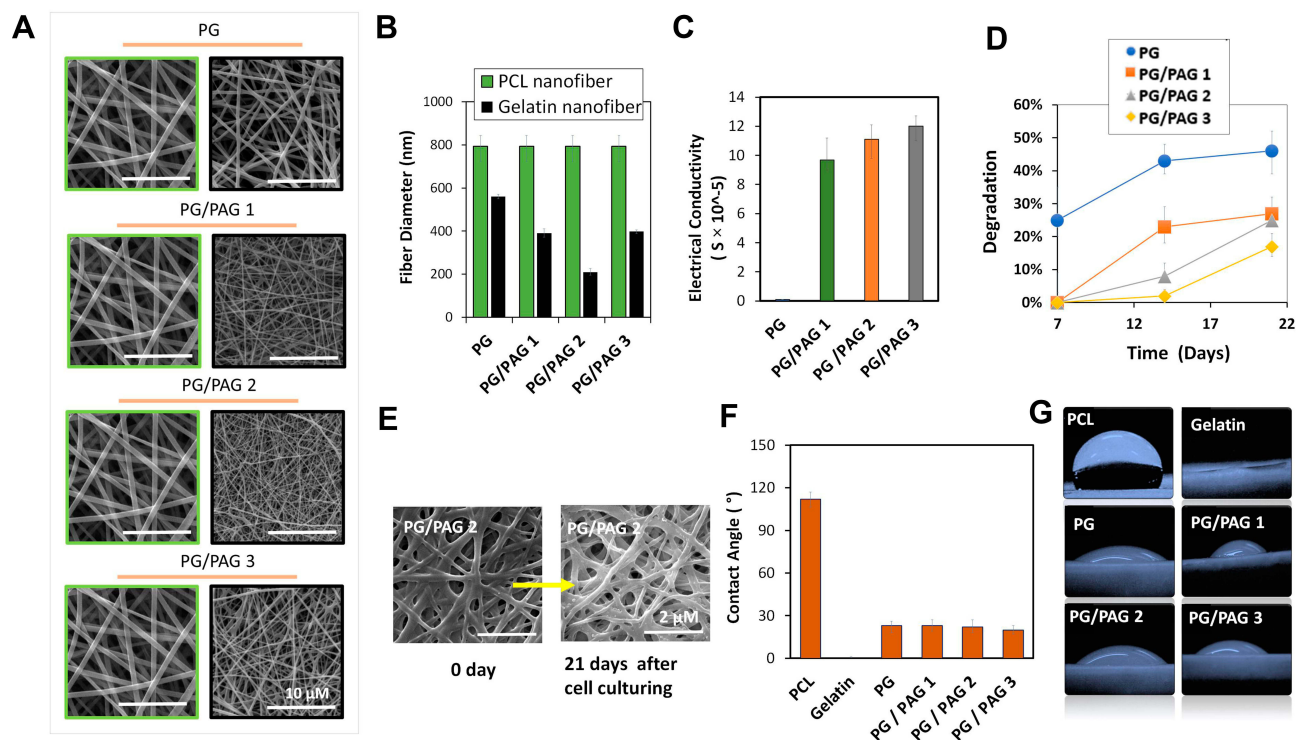 A
PG
PG/PAG 1
PG/PAG 2
PG/PAG 3
10 µM
B
PCL nanofiber
Gelatin nanofiber
Fiber Diameter (nm)
1000
800
600
400
200
0
PG
PG/PAG 1
PG/PAG 2
PG/PAG 3
C
Electrical Conductivity
( S × 10^-5)
14
12
10
8
6
4
2
0
PG
PG/PAG 1
PG /PAG 2
PG/PAG 3
D
PG
PG/PAG 1
PG/PAG 2
PG/PAG 3
Degradation
60%
50%
40%
30%
20%
10%
0%
7
12
17
22
Time (Days)
E
PG/PAG 2
PG/PAG 2
2 µM
0 day
21 days after
cell culturing
F
Contact Angle ( °)
150
120
90
60
30
0
PCL
Gelatin
PG
PG / PAG 1
PG / PAG 2
PG / PAG 3
G
PCL
Gelatin
PG
PG/PAG 1
PG/PAG 2
PG/PAG 3